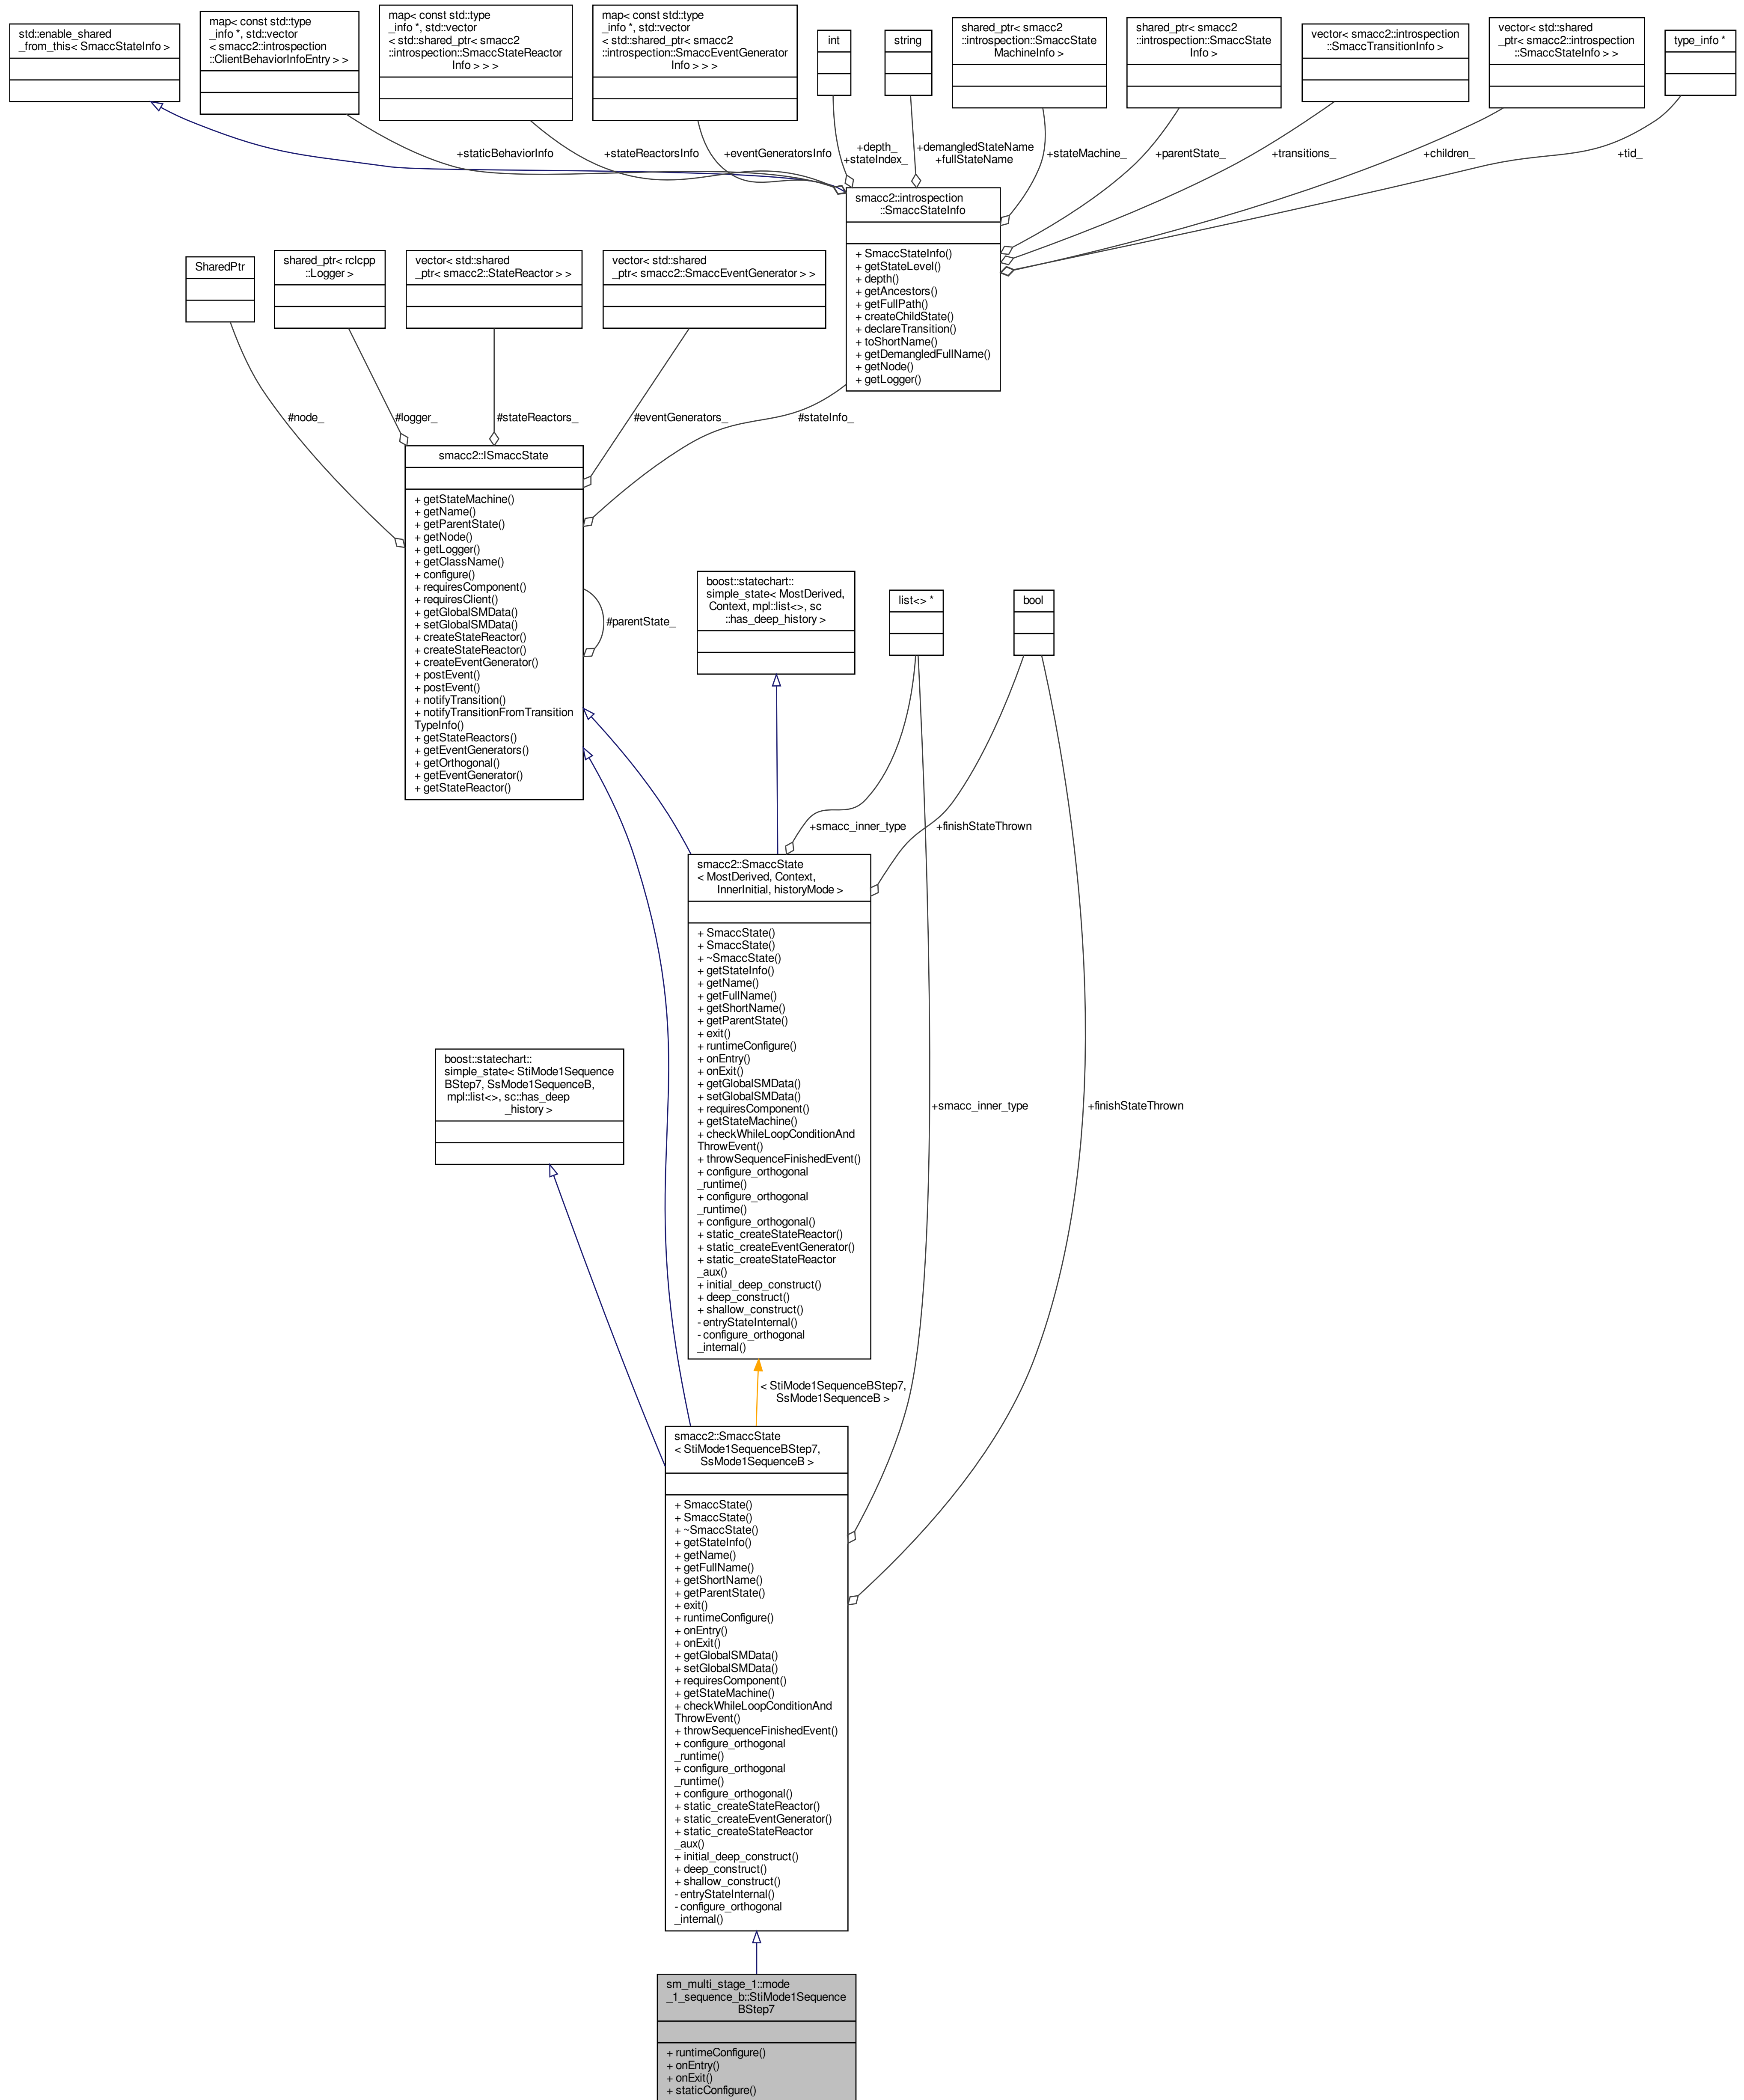 std::enable_shared
_from_this< SmaccStateInfo >
map< const std::type
_info *, std::vector
< smacc2::introspection
::ClientBehaviorInfoEntry > >
map< const std::type
_info *, std::vector
< std::shared_ptr< smacc2
::introspection::SmaccStateReactor
Info > > >
map< const std::type
_info *, std::vector
< std::shared_ptr< smacc2
::introspection::SmaccEventGenerator
Info > > >
int
string
shared_ptr< smacc2
::introspection::SmaccState
MachineInfo >
shared_ptr< smacc2
::introspection::SmaccState
Info >
vector< smacc2::introspection
::SmaccTransitionInfo >
vector< std::shared
_ptr< smacc2::introspection
::SmaccStateInfo > >
type_info *
+staticBehaviorInfo
+stateReactorsInfo
+eventGeneratorsInfo
+depth_
+stateIndex_
+demangledStateName
+fullStateName
+stateMachine_
+parentState_
+transitions_
+children_
+tid_
smacc2::introspection
::SmaccStateInfo
+ SmaccStateInfo()
+ getStateLevel()
+ depth()
+ getAncestors()
+ getFullPath()
+ createChildState()
+ declareTransition()
+ toShortName()
+ getDemangledFullName()
+ getNode()
+ getLogger()
SharedPtr
shared_ptr< rclcpp
::Logger >
vector< std::shared
_ptr< smacc2::StateReactor > >
vector< std::shared
_ptr< smacc2::SmaccEventGenerator > >
#node_
#logger_
#stateReactors_
#eventGenerators_
#stateInfo_
smacc2::ISmaccState
+ getStateMachine()
+ getName()
+ getParentState()
+ getNode()
+ getLogger()
+ getClassName()
+ configure()
+ requiresComponent()
+ requiresClient()
+ getGlobalSMData()
+ setGlobalSMData()
+ createStateReactor()
+ createStateReactor()
+ createEventGenerator()
+ postEvent()
+ postEvent()
+ notifyTransition()
+ notifyTransitionFromTransition
TypeInfo()
+ getStateReactors()
+ getEventGenerators()
+ getOrthogonal()
+ getEventGenerator()
+ getStateReactor()
#parentState_
boost::statechart::
simple_state< MostDerived,
Context, mpl::list<>, sc
::has_deep_history >
list<> *
bool
+smacc_inner_type
+finishStateThrown
smacc2::SmaccState
< MostDerived, Context,
InnerInitial, historyMode >
+ SmaccState()
+ SmaccState()
+ ~SmaccState()
+ getStateInfo()
+ getName()
+ getFullName()
+ getShortName()
+ getParentState()
+ exit()
+ runtimeConfigure()
+ onEntry()
+ onExit()
+ getGlobalSMData()
+ setGlobalSMData()
+ requiresComponent()
+ getStateMachine()
+ checkWhileLoopConditionAnd
ThrowEvent()
+ throwSequenceFinishedEvent()
+ configure_orthogonal
_runtime()
+ configure_orthogonal
_runtime()
+ configure_orthogonal()
+ static_createStateReactor()
+ static_createEventGenerator()
+ static_createStateReactor
_aux()
+ initial_deep_construct()
+ deep_construct()
+ shallow_construct()
- entryStateInternal()
- configure_orthogonal
_internal()
boost::statechart::
simple_state< StiMode1Sequence
BStep7, SsMode1SequenceB,
mpl::list<>, sc::has_deep
_history >
+smacc_inner_type
+finishStateThrown
< StiMode1SequenceBStep7,
SsMode1SequenceB >
smacc2::SmaccState
< StiMode1SequenceBStep7,
SsMode1SequenceB >
+ SmaccState()
+ SmaccState()
+ ~SmaccState()
+ getStateInfo()
+ getName()
+ getFullName()
+ getShortName()
+ getParentState()
+ exit()
+ runtimeConfigure()
+ onEntry()
+ onExit()
+ getGlobalSMData()
+ setGlobalSMData()
+ requiresComponent()
+ getStateMachine()
+ checkWhileLoopConditionAnd
ThrowEvent()
+ throwSequenceFinishedEvent()
+ configure_orthogonal
_runtime()
+ configure_orthogonal
_runtime()
+ configure_orthogonal()
+ static_createStateReactor()
+ static_createEventGenerator()
+ static_createStateReactor
_aux()
+ initial_deep_construct()
+ deep_construct()
+ shallow_construct()
- entryStateInternal()
- configure_orthogonal
_internal()
sm_multi_stage_1::mode
_1_sequence_b::StiMode1Sequence
BStep7
+ runtimeConfigure()
+ onEntry()
+ onExit()
+ staticConfigure()